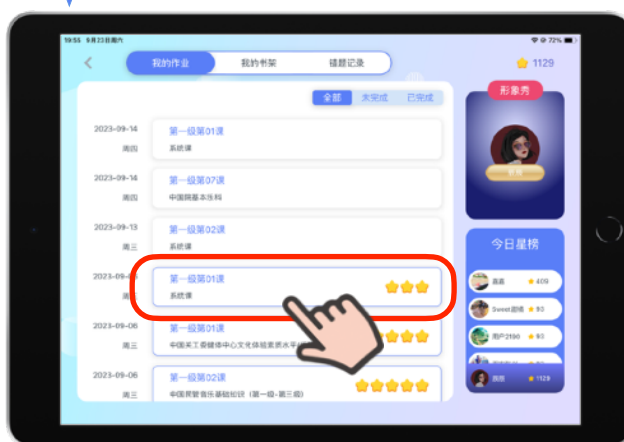 19:55 9月23日周六
72%
我的作业 我的书架 错题记录
1129
全部 未完成 已完成
形象秀
2023-09-14 第一级第01课
周四 系统课
2023-09-14 第一级第07课
周四
2023-09-13 第一级第02课
周三 系统课
今日星榜
第一级第01课
系统课
409
93
用户2196 93
2023-09-06 第一级第01课
周三
2023-09-06 第一级第02课
周三 中国民管音乐基础知识（第一级-第三级）
1129